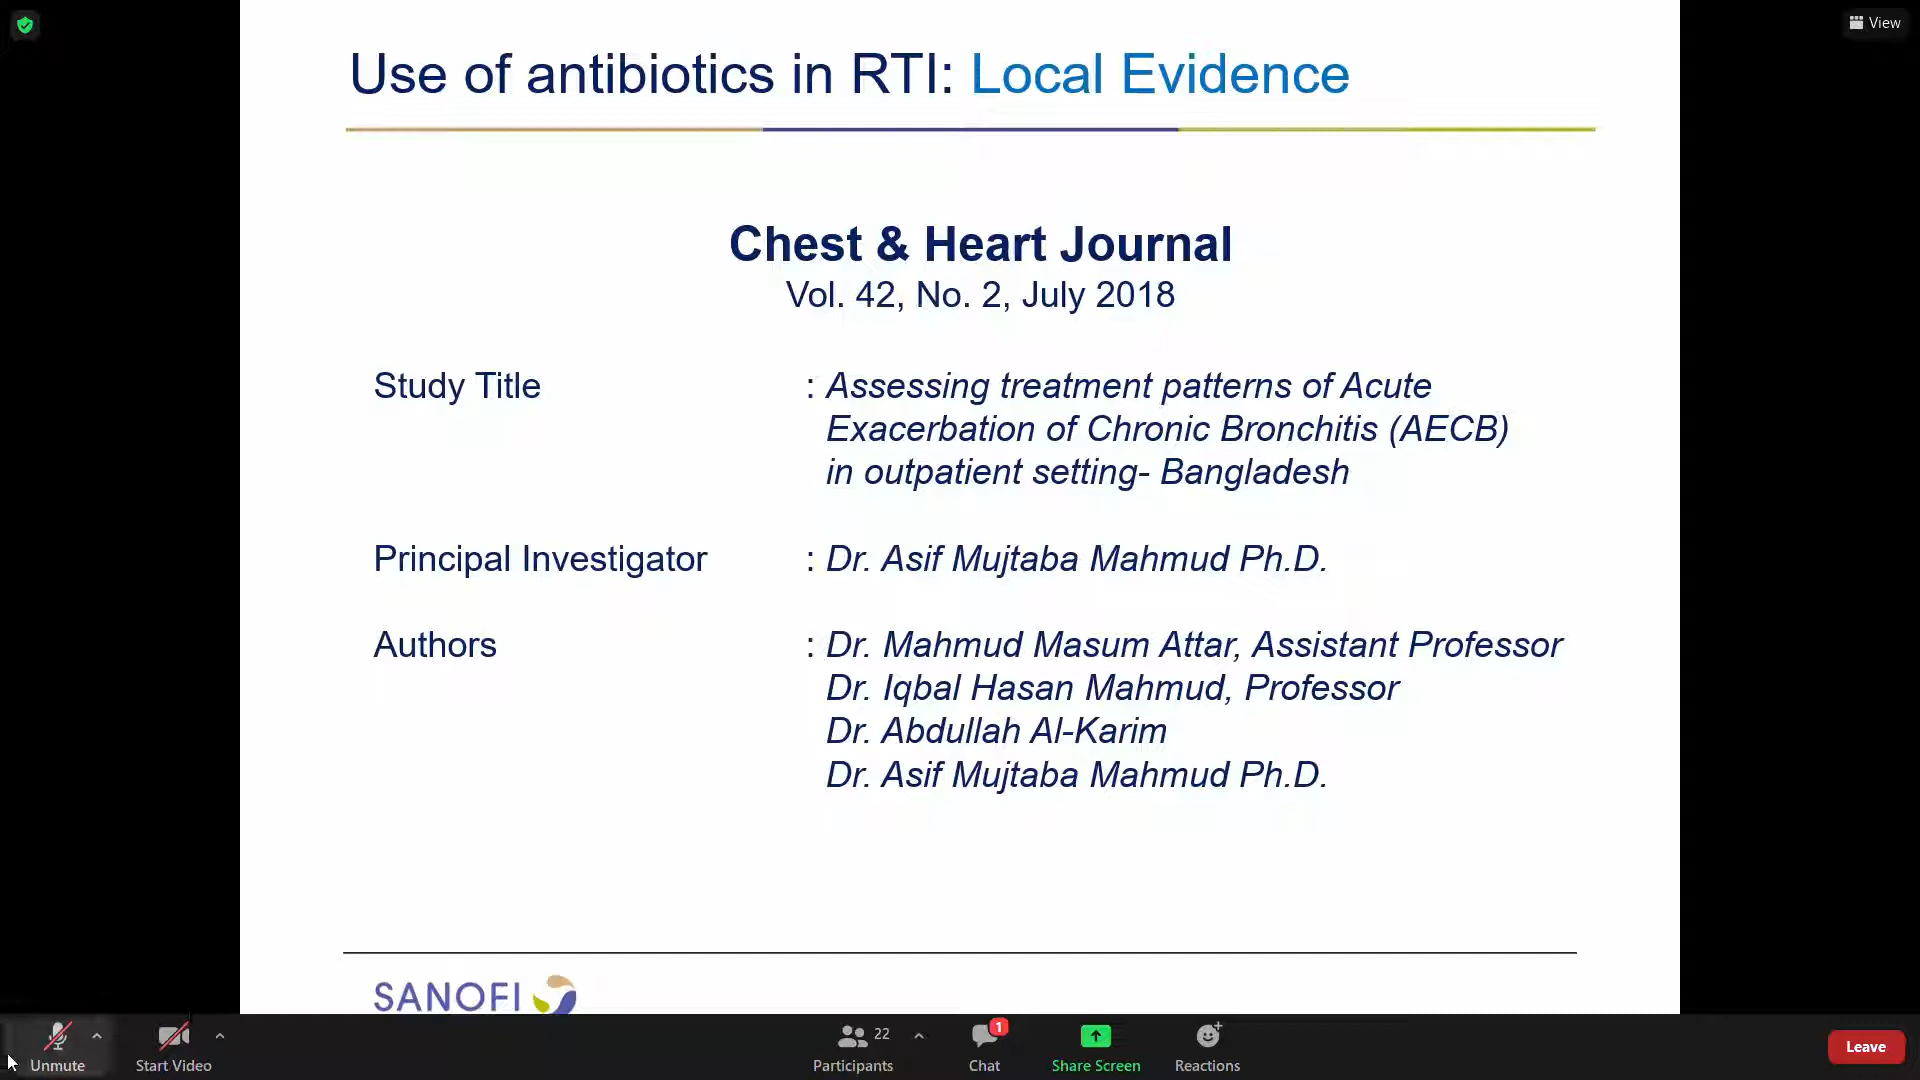 View
Use of antibiotics in RTI: Local Evidence
Chest & Heart Journal
Vol. 42, No. 2, July 2018
Study Title : Assessing treatment patterns of Acute
Exacerbation of Chronic Bronchitis (AECB)
in outpatient setting- Bangladesh
Principal Investigator : Dr. Asif Mujtaba Mahmud Ph.D.
Authors : Dr. Mahmud Masum Attar, Assistant Professor
Dr. Iqbal Hasan Mahmud, Professor
Dr. Abdullah Al-Karim
Dr. Asif Mujtaba Mahmud Ph.D.
SANOFI
22 1
Unmute Start Video Participants Chat Share Screen Reactions Leave